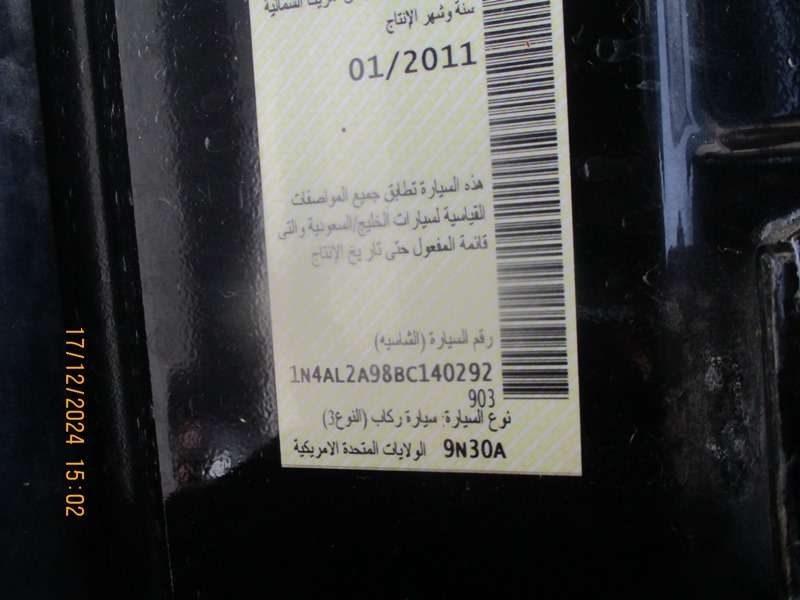 أمريكا الشمالية
سنة وشهر الإنتاج
01/2011
هذه السيارة تطابق جميع المواصفات
القياسية لسيارات الخليج/السعودية والتى
قائمة المفعول حتى تاريخ الإنتاج
رقم السيارة (الشاسيه)
1N4AL2A98BC140292
903
نوع السيارة: سيارة ركاب (النوع3)
9N30A الولايات المتحدة الامريكية
17/12/2024 15:02